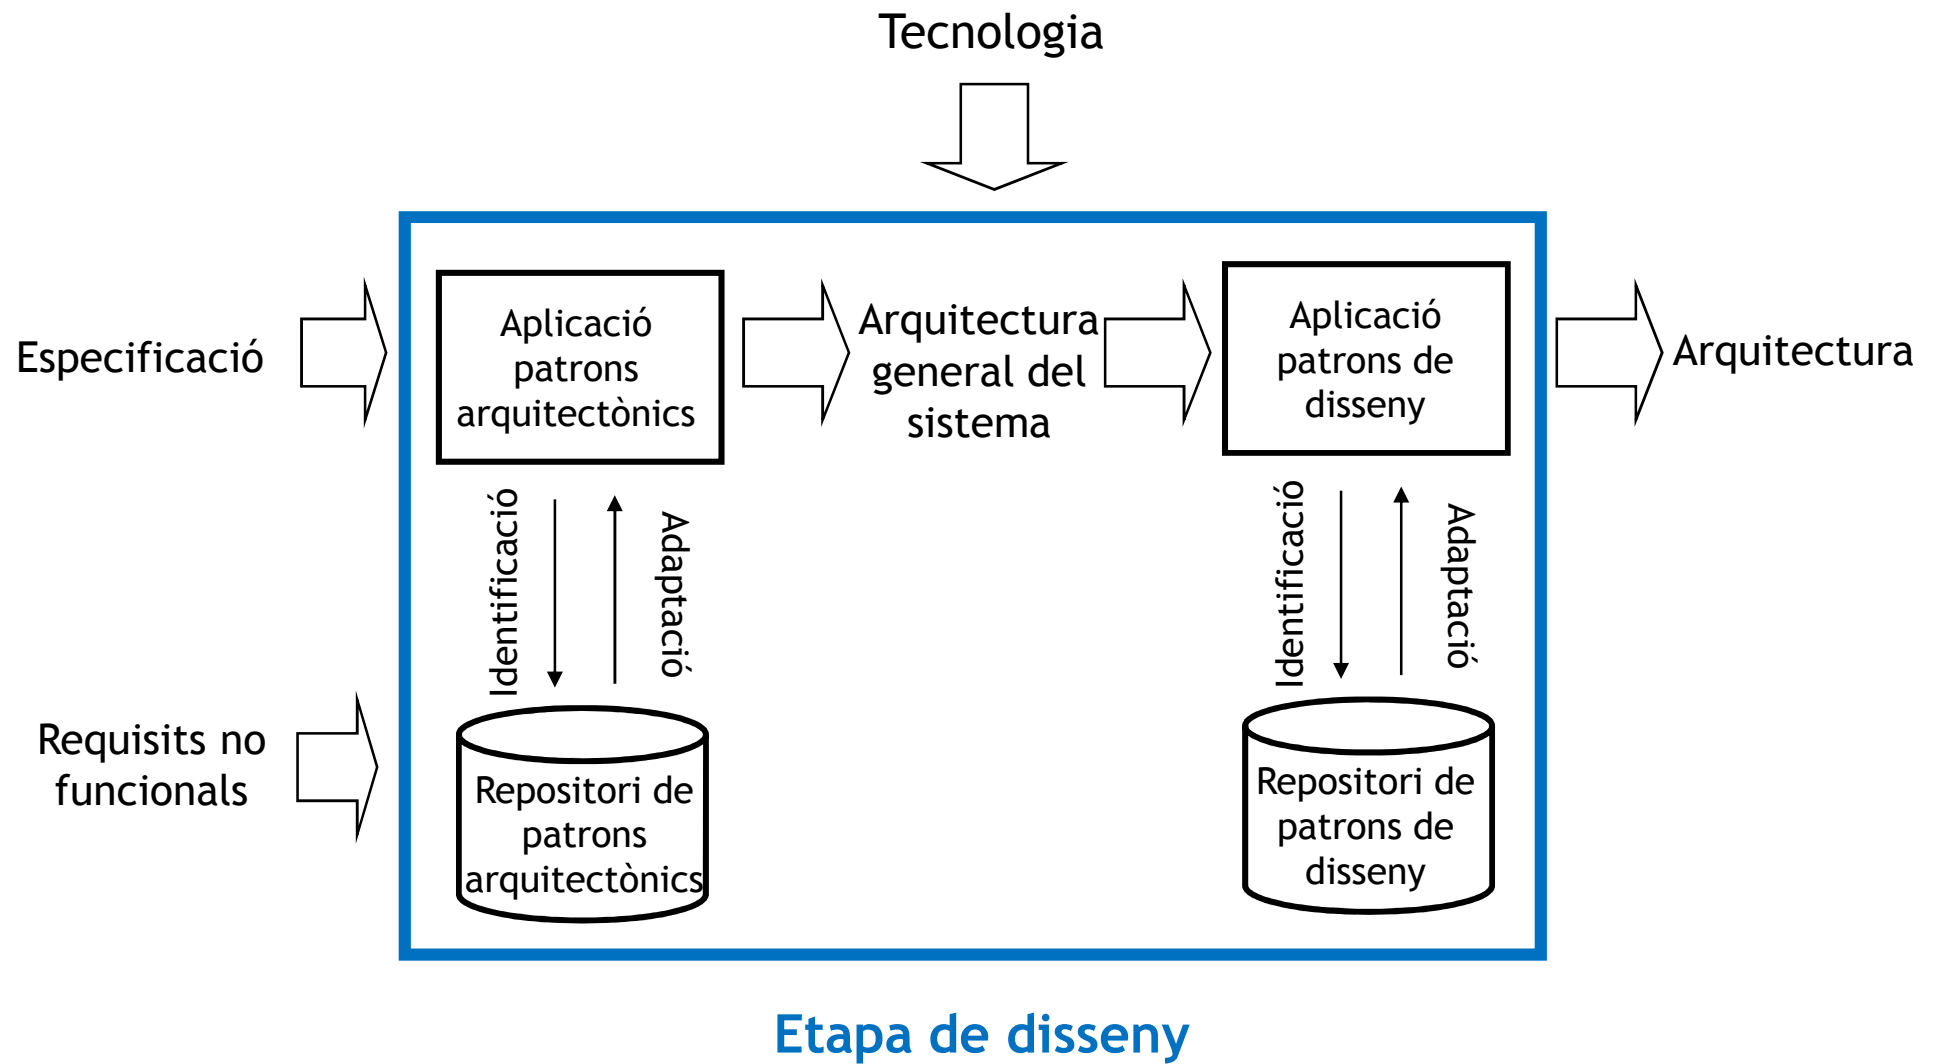 Tecnologia
Especificació
Aplicació
patrons
arquitectònics
Arquitectura
general del
sistema
Aplicació
patrons de
disseny
Arquitectura
Identificació
Adaptació
Identificació
Adaptació
Requisits no
funcionals
Repositori de
patrons
arquitectònics
Repositori de
patrons de
disseny
Etapa de disseny